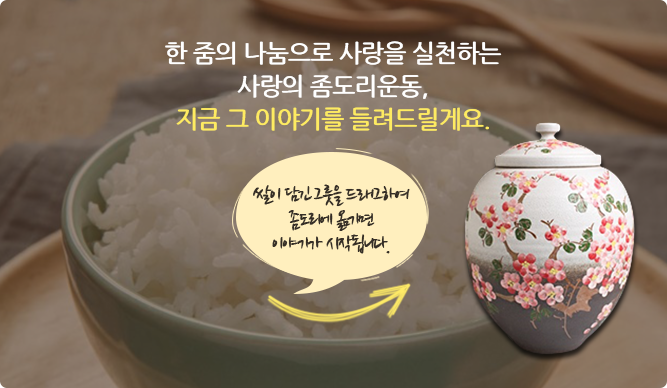 한 줌의 나눔으로 사랑을 실천하는
사랑의 좀도리운동,
지금 그 이야기를 들려드릴게요.
쌀이 담긴 그릇을 드래그하여
좀도리에 옮기면
이야기가 시작됩니다.